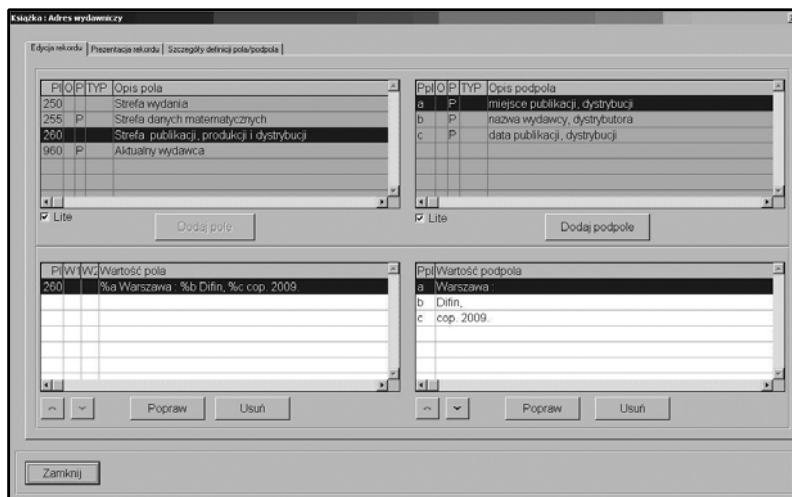 Książka : Adres wydawniczy
Edycja rekordu Prezentacja rekordu Szczegóły definicji pola/podpola
Pl O P TYP Opis pola
250 Strefa wydania
255 P Strefa danych matematycznych
260 Strefa publikacji, produkcji i dystrybucji
960 P Aktualny wydawca
Lite
Dodaj pole
Ppl O P TYP Opis podpola
a P miejsce publikacji, dystrybucji
b P nazwa wydawcy, dystrybutora
c P data publikacji, dystrybucji
Lite
Dodaj podpole
Pl W1 W2 Wartość pola
260 %a Warszawa : %b Difin, %c cop. 2009.
Popraw Usuń
Ppl Wartość podpola
a Warszawa :
b Difin,
c cop. 2009.
Popraw Usuń
Zamknij